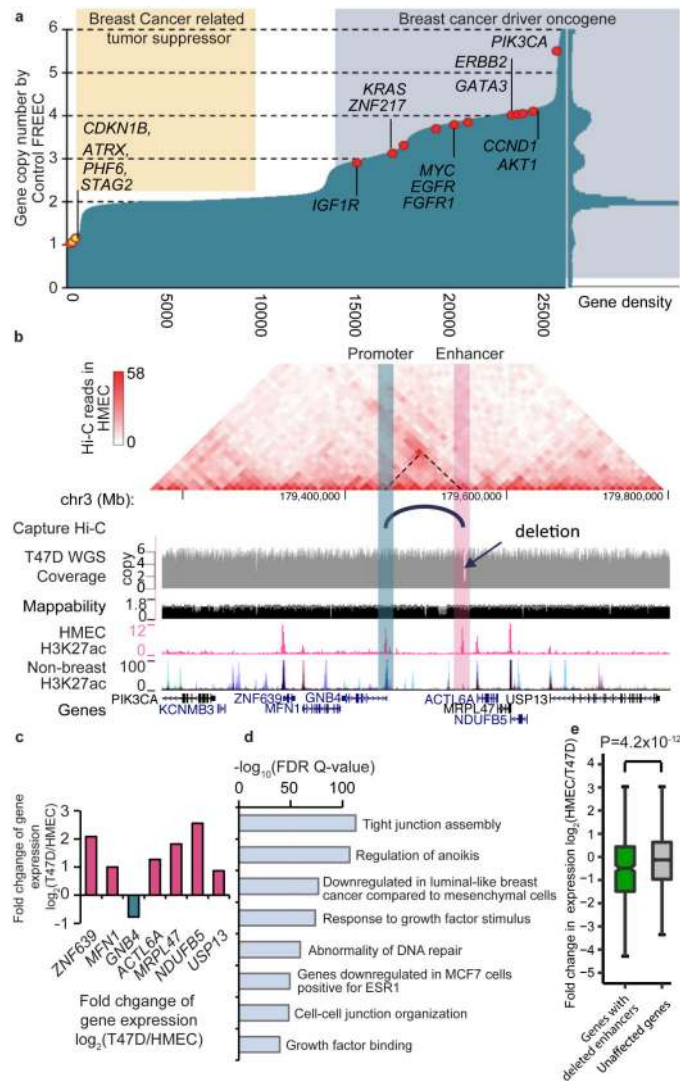 a
Breast Cancer related
tumor suppressor
Breast cancer driver oncogene
Gene copy number by
Control FREEC
6
5
4
3
2
1
0
5000
10000
15000
20000
25000
Gene density
CDKN1B,
ATRX,
PHF6,
STAG2
KRAS
ZNF217
PIK3CA
ERBB2
GATA3
IGF1R
MYC
EGFR
FGFR1
CCND1
AKT1
b
Promoter
Enhancer
Hi-C reads in
HMEC
58
0
chr3 (Mb):
179,400,000
179,600,000
179,800,000
Capture Hi-C
deletion
T47D WGS
Coverage
copy
6
4
2
0
Mappability
1.8
0
HMEC
H3K27ac
12
0
Non-breast
H3K27ac
100
0
Genes
PIK3CA
KCNMB3
ZNF639
MFN1
GNB4
ACTL6A
MRPL47
NDUFB5
USP13
c
Fold chgange of gene
expression
log2(T47D/HMEC)
3
2
1
0
-1
ZNF639
MFN1
GNB4
ACTL6A
MRPL47
NDUFB5
USP13
Fold chgange of
gene expression
log2(T47D/HMEC)
d
-log10(FDR Q-value)
0
50
100
Tight junction assembly
Regulation of anoikis
Downregulated in luminal-like breast
cancer compared to mesenchymal cells
Response to growth factor stimulus
Abnormality of DNA repair
Genes downregulated in MCF7 cells
positive for ESR1
Cell-cell junction organization
Growth factor binding
e
P=4.2x10-12
Fold change in expression log2(HMEC/T47D)
5
4
3
2
1
0
−1
−2
−3
−4
−5
Genes with
deleted enhancers
Unaffected genes